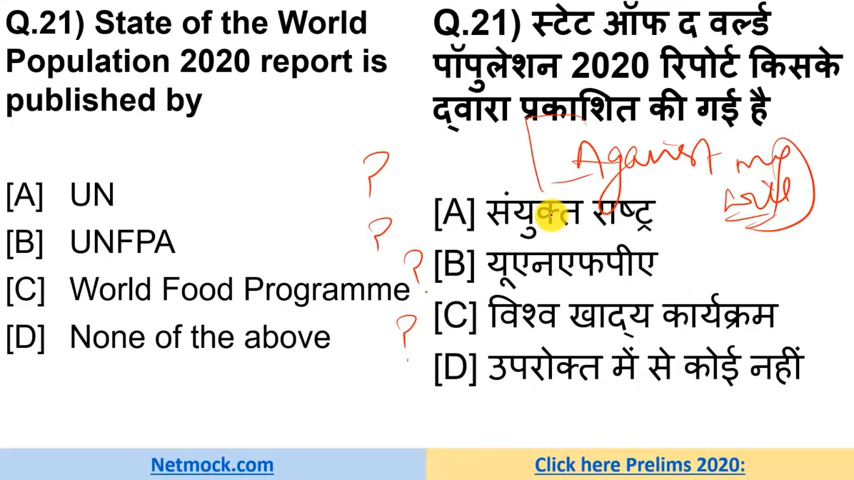 Q.21) State of the World
Population 2020 report is
published by
[A] UN ?
[B] UNFPA ?
[C] World Food Programme ?
[D] None of the above ?
Q.21) स्टेट ऑफ द वर्ल्ड
पॉपुलेशन 2020 रिपोर्ट किसके
द्वारा प्रकाशित की गई है
Against my
[A] संयुक्त राष्ट्र
[B] यूएनएफपीए
[C] विश्व खाद्य कार्यक्रम
[D] उपरोक्त में से कोई नहीं
Netmock.com
Click here Prelims 2020: